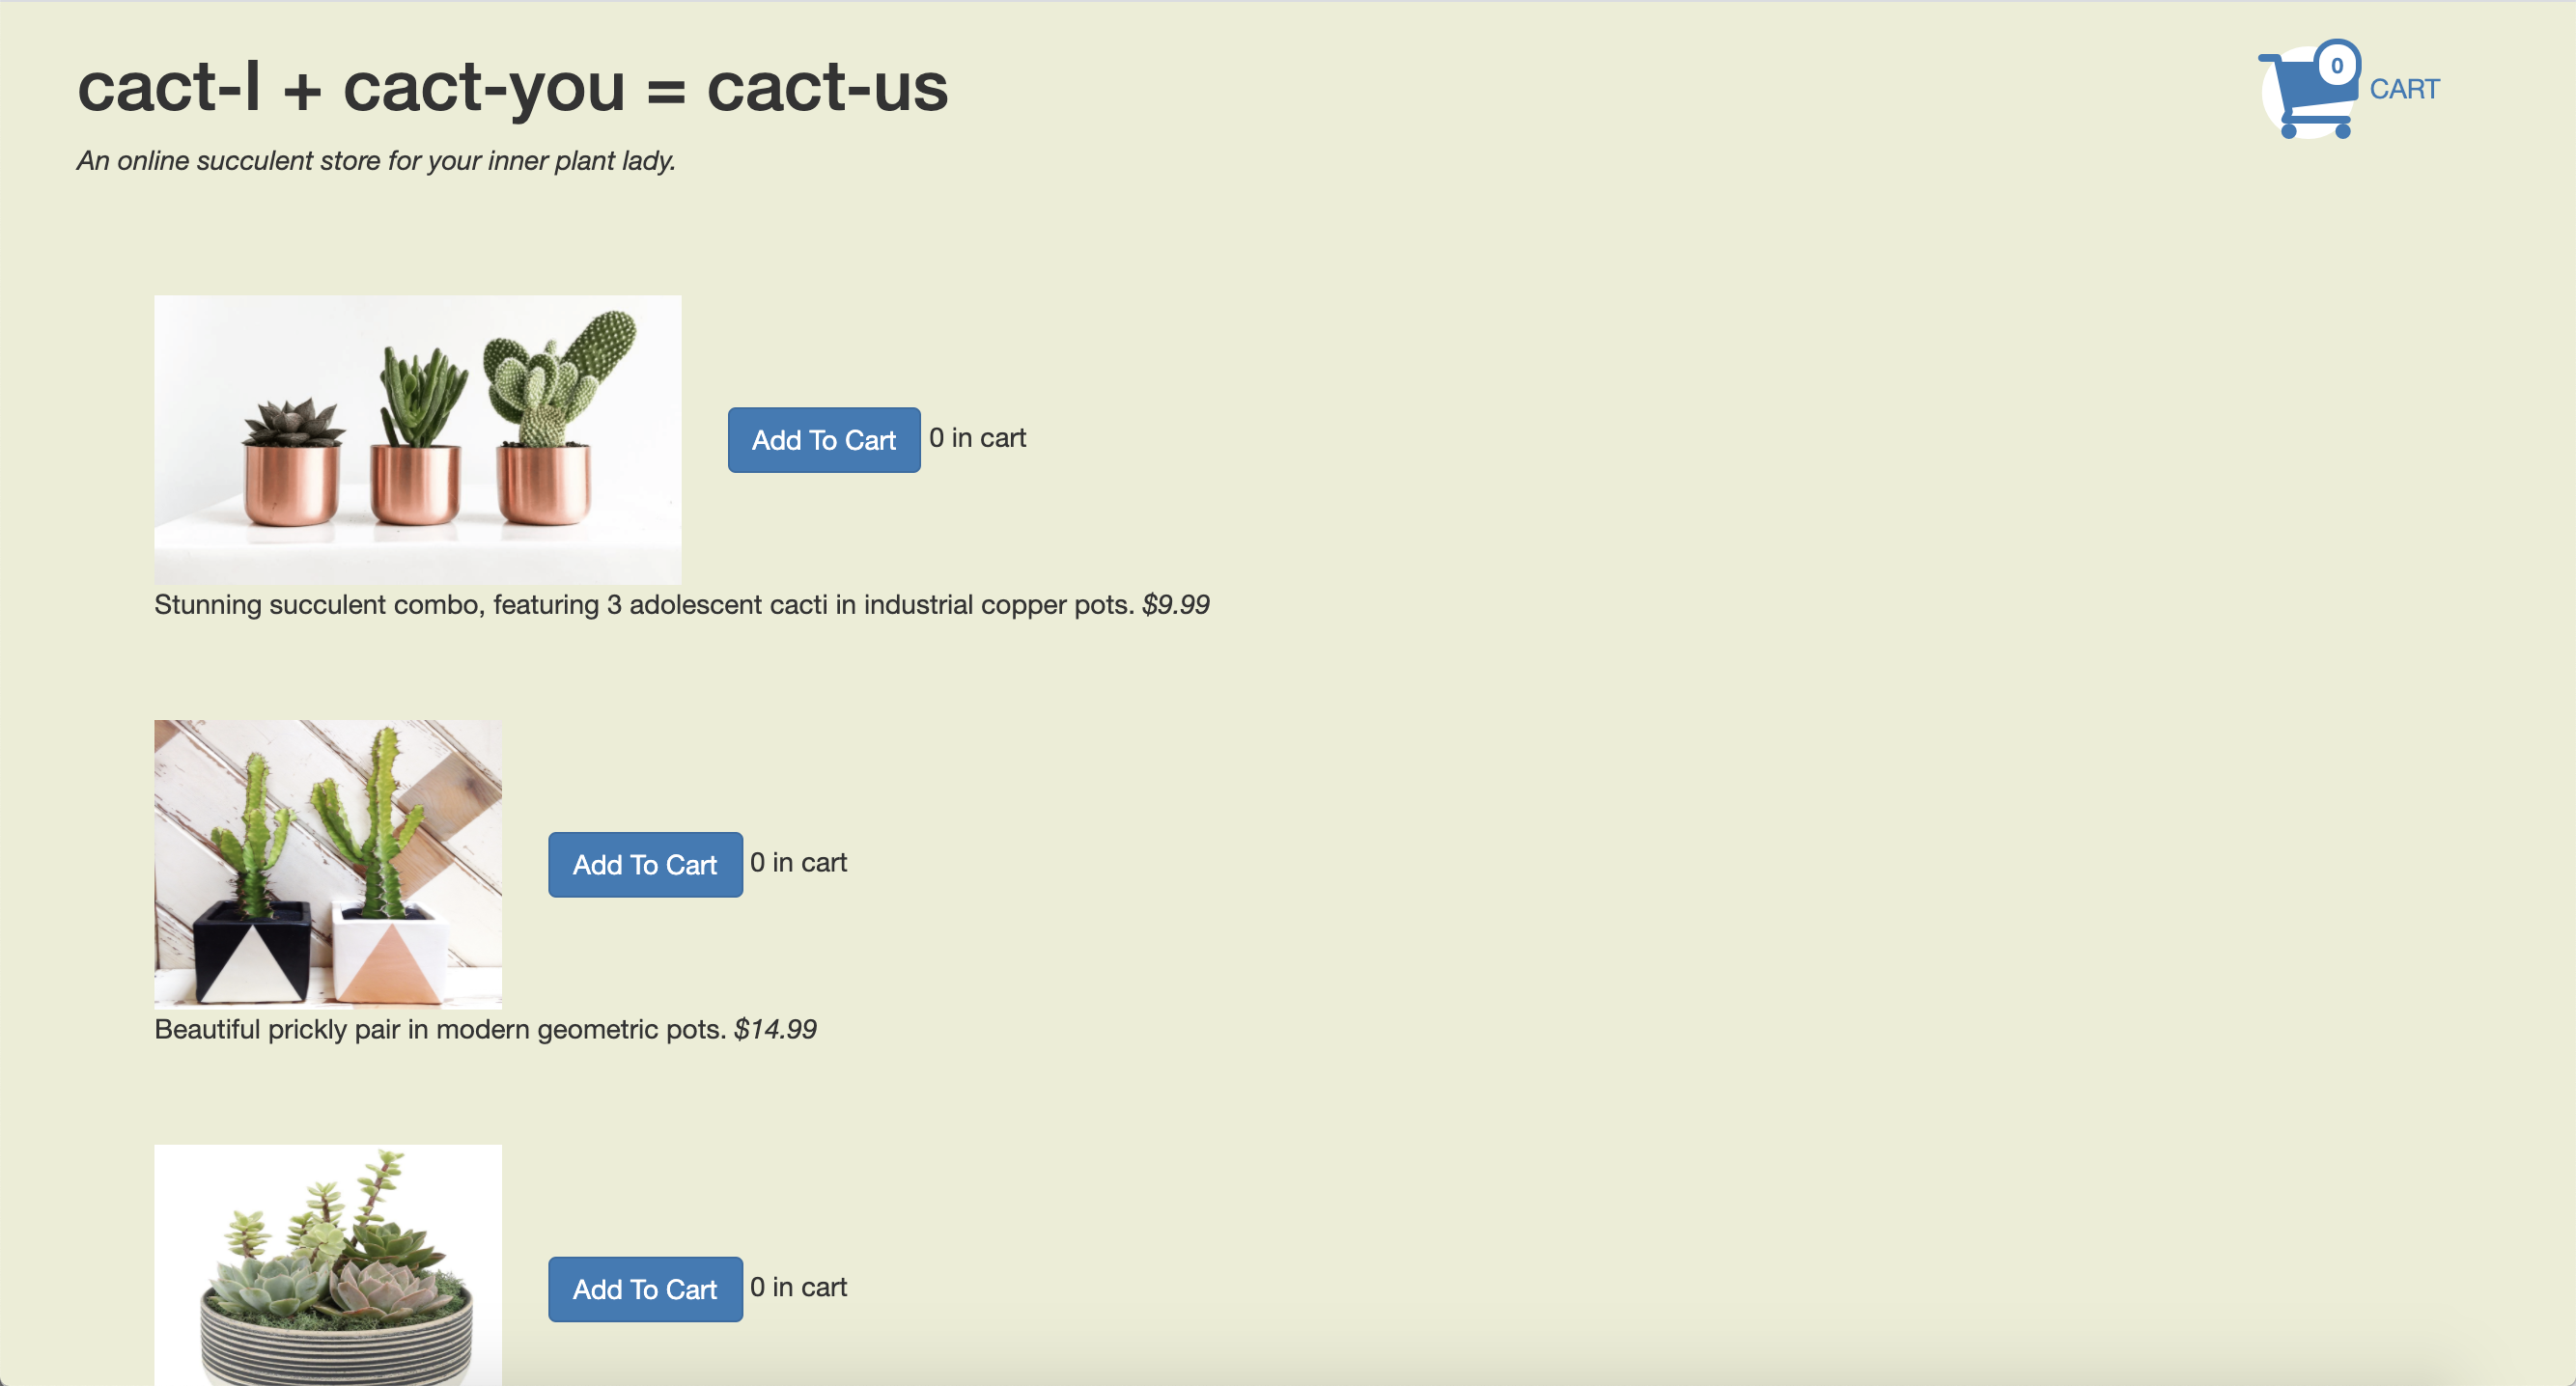 cact-I + cact-you = cact-us
0
CART
An online succulent store for your inner plant lady.
Add To Cart 0 in cart
Stunning succulent combo, featuring 3 adolescent cacti in industrial copper pots. $9.99
Add To Cart 0 in cart
Beautiful prickly pair in modern geometric pots. $14.99
Add To Cart 0 in cart